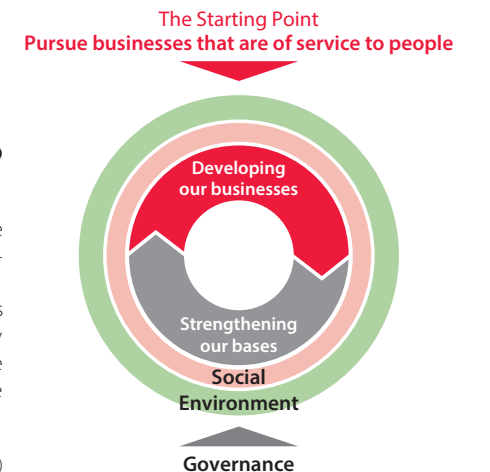 The Starting Point
Pursue businesses that are of service to people
Developing
our businesses
Strengthening
our bases
Social
Environment
Governance